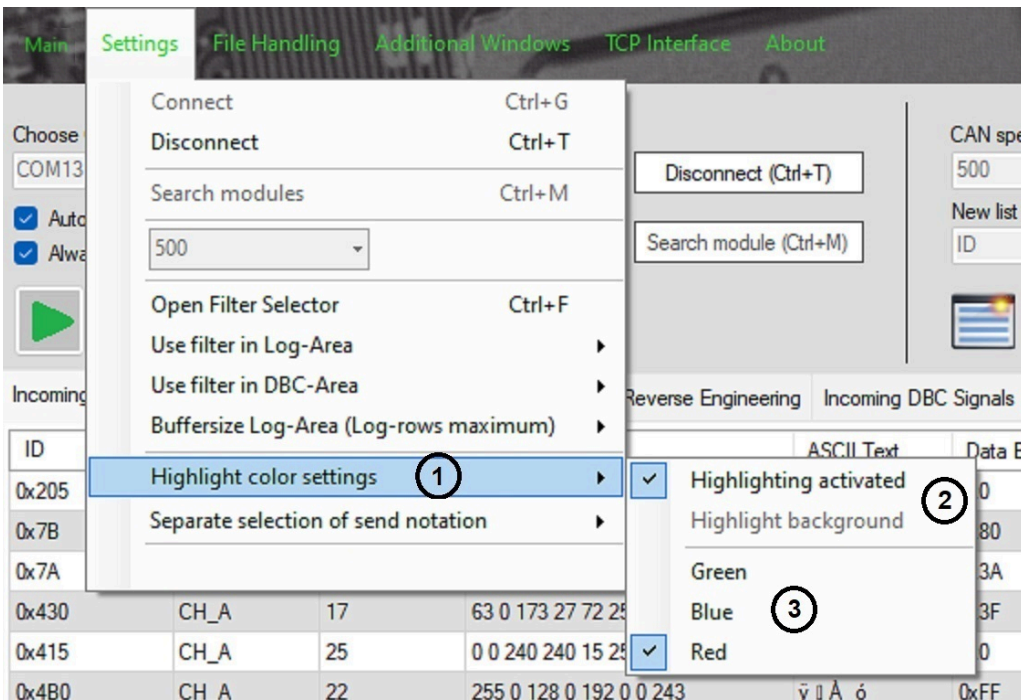 Main Settings File Handling Additional Windows TCP Interface About
Connect Ctrl+G
Disconnect Ctrl+T
Search modules Ctrl+M
500
Open Filter Selector Ctrl+F
Use filter in Log-Area
Use filter in DBC-Area
Buffersize Log-Area (Log-rows maximum)
Highlight color settings 1
Separate selection of send notation
Highlighting activated
Highlight background
2
Green
Blue
Red
3
Choose
COM13
Disconnect (Ctrl+T)
Search module (Ctrl+M)
CAN
500
New list
ID
Incoming Reverse Engineering Incoming DBC Signals
ID ASCII Text Data
0x205 0
0x7B 80
0x7A 3A
0x430 CH_A 17 63 0 173 27 72 3F
0x415 CH_A 25 0 0 240 240 15 0
0x4B0 CH_A 22 255 0 128 0 192 0 0 243 0xFF